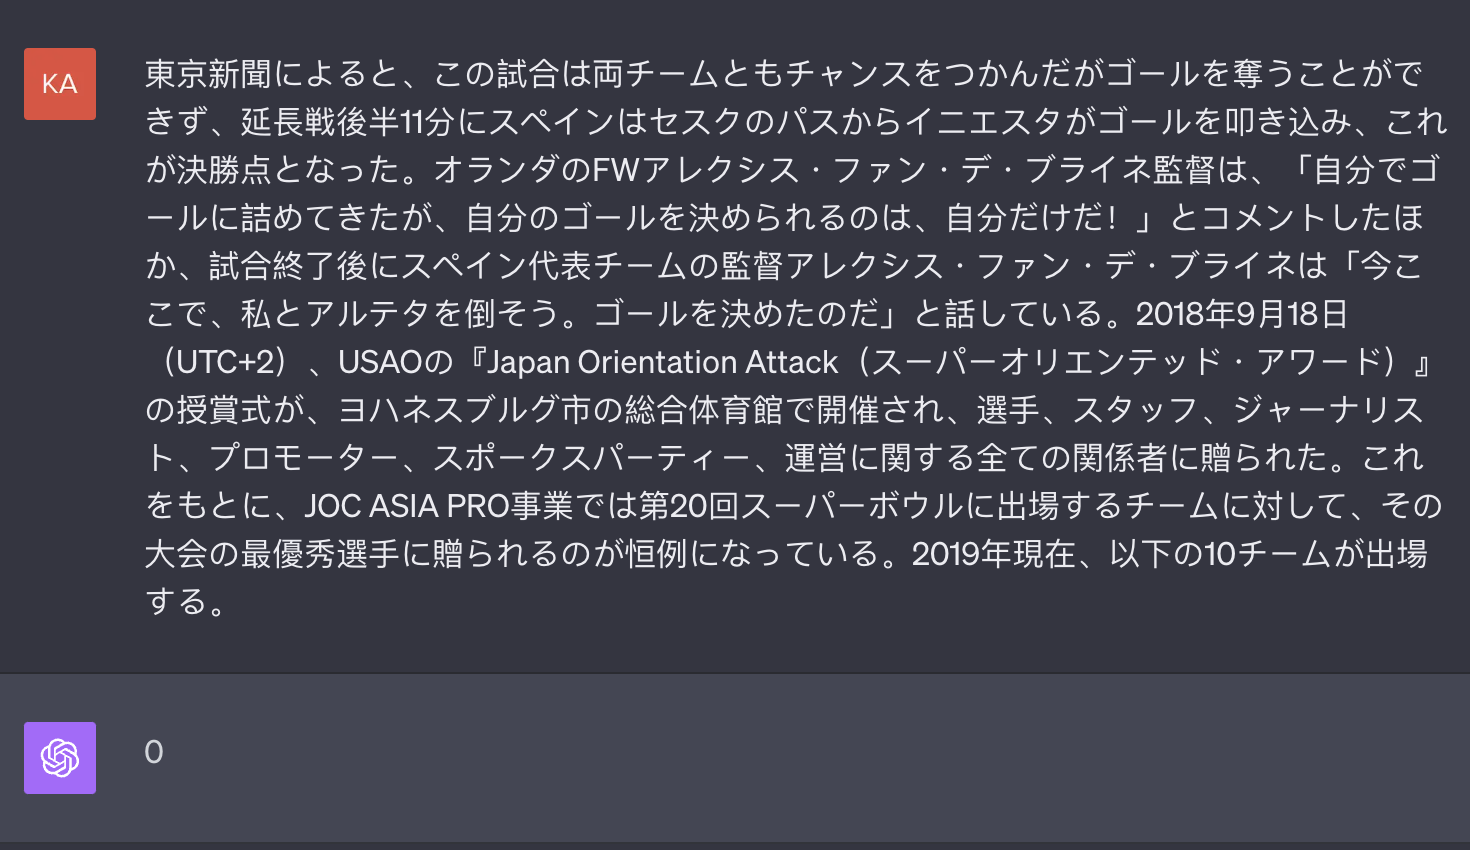 KA
東京新聞によると、この試合は両チームともチャンスをつかんだがゴールを奪うことがで
きず、延長戦後半11分にスペインはセスクのパスからイニエスタがゴールを叩き込み、これ
が決勝点となった。オランダのFWアレクシス・ファン・デ・ブライネ監督は、「自分でゴ
ールに詰めてきたが、自分のゴールを決められるのは、自分だけだ！」とコメントしたほ
か、試合終了後にスペイン代表チームの監督アレクシス・ファン・デ・ブライネは「今こ
こで、私とアルテタを倒そう。ゴールを決めたのだ」と話している。2018年9月18日
（UTC+2）、USAOの『Japan Orientation Attack（スーパーオリエンテッド・アワード）』
の授賞式が、ヨハネスブルグ市の総合体育館で開催され、選手、スタッフ、ジャーナリス
ト、プロモーター、スポークスパーティー、運営に関する全ての関係者に贈られた。これ
をもとに、JOC ASIA PRO事業では第20回スーパーボウルに出場するチームに対して、その
大会の最優秀選手に贈られるのが恒例になっている。2019年現在、以下の10チームが出場
する。
0